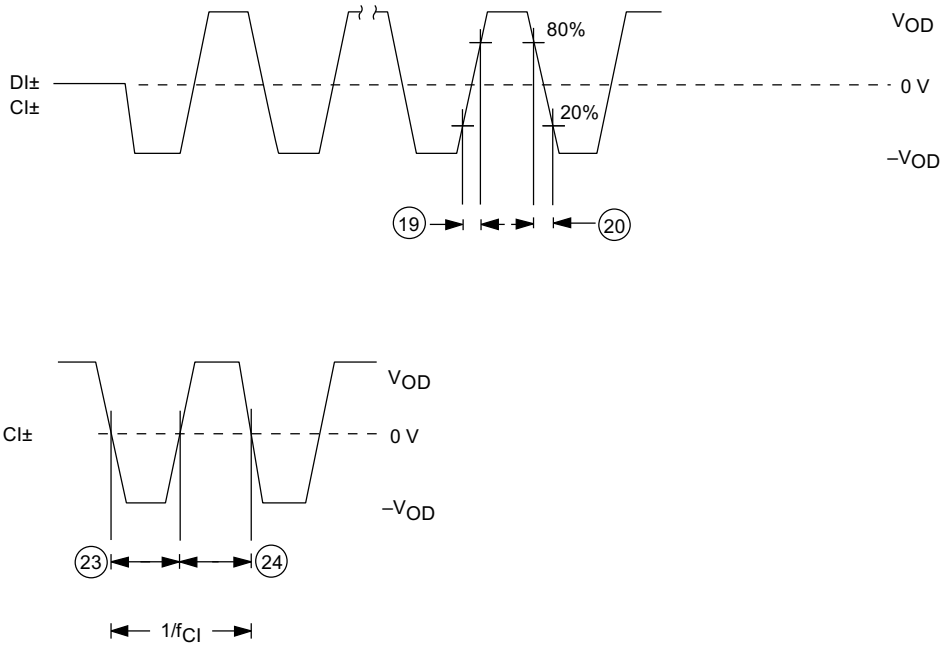 80%
VOD
DI±
CI±
0 V
20%
–VOD
19
20
VOD
CI±
0 V
–VOD
23
24
1/fCI